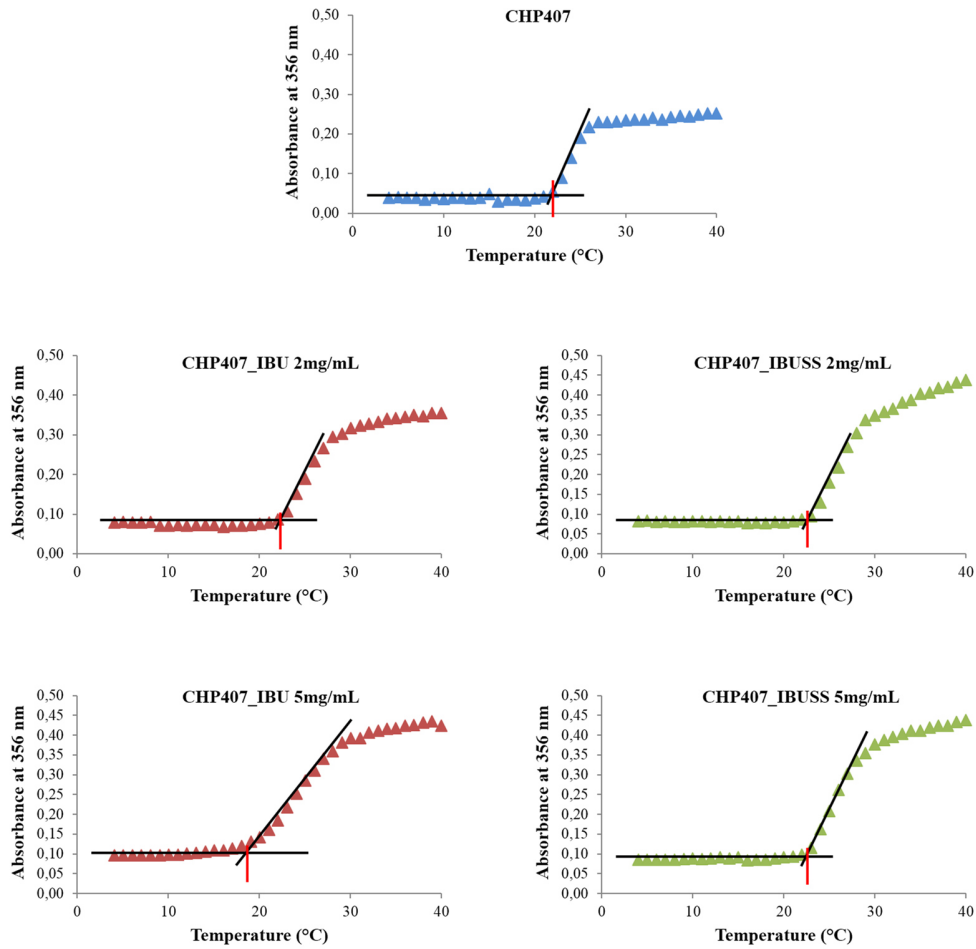 CHP407
Absorbance at 356 nm
0,50
0,40
0,30
0,20
0,10
0,00
0 10 20 30 40
Temperature (°C)
CHP407_IBU 2mg/mL
Absorbance at 356 nm
0,50
0,40
0,30
0,20
0,10
0,00
0 10 20 30 40
Temperature (°C)
CHP407_IBUSS 2mg/mL
Absorbance at 356 nm
0,50
0,45
0,40
0,35
0,30
0,25
0,20
0,15
0,10
0,05
0,00
0 10 20 30 40
Temperature (°C)
CHP407_IBU 5mg/mL
Absorbance at 356 nm
0,50
0,45
0,40
0,35
0,30
0,25
0,20
0,15
0,10
0,05
0,00
0 10 20 30 40
Temperature (°C)
CHP407_IBUSS 5mg/mL
Absorbance at 356 nm
0,50
0,45
0,40
0,35
0,30
0,25
0,20
0,15
0,10
0,05
0,00
0 10 20 30 40
Temperature (°C)